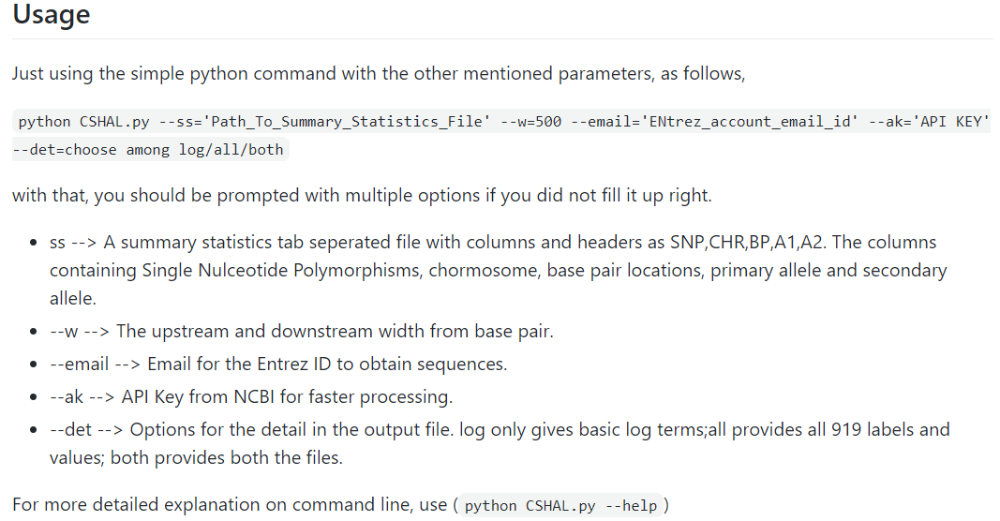 Usage
Just using the simple python command with the other mentioned parameters, as follows,
python CSHAL.py --ss='Path_To_Summary_Statistics_File' --w=500 --email='ENtrez_account_email_id' --ak='API KEY'
--det=choose among log/all/both
with that, you should be prompted with multiple options if you did not fill it up right.
ss --> A summary statistics tab seperated file with columns and headers as SNP,CHR,BP,A1,A2. The columns
containing Single Nulceotide Polymorphisms, chormosome, base pair locations, primary allele and secondary
allele.
--w --> The upstream and downstream width from base pair.
--email --> Email for the Entrez ID to obtain sequences.
--ak --> API Key from NCBI for faster processing.
--det --> Options for the detail in the output file. log only gives basic log terms;all provides all 919 labels and
values; both provides both the files.
For more detailed explanation on command line, use ( python CSHAL.py --help )